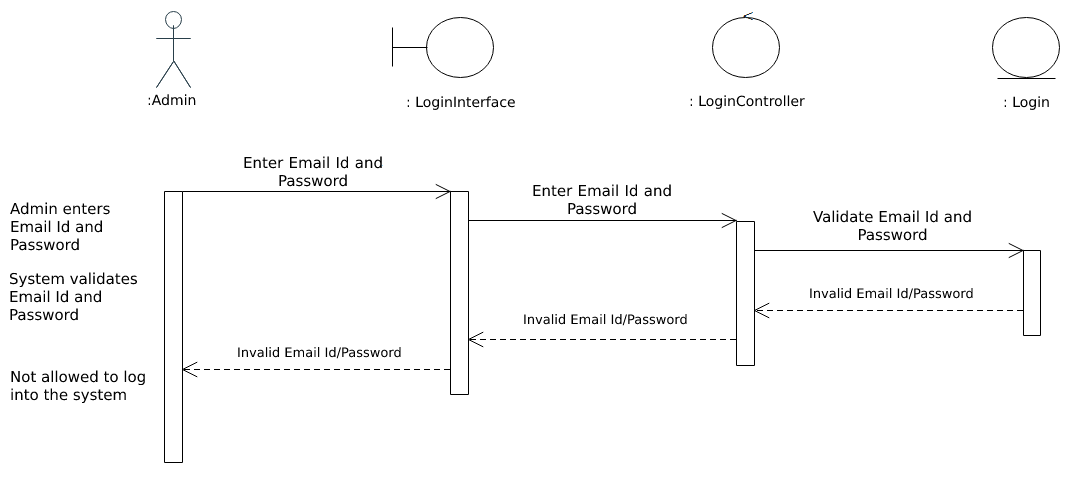 :Admin
: LoginInterface
: LoginController
: Login
Enter Email Id and
Password
Enter Email Id and
Password
Validate Email Id and
Password
Admin enters
Email Id and
Password
System validates
Email Id and
Password
Invalid Email Id/Password
Invalid Email Id/Password
Invalid Email Id/Password
Not allowed to log
into the system